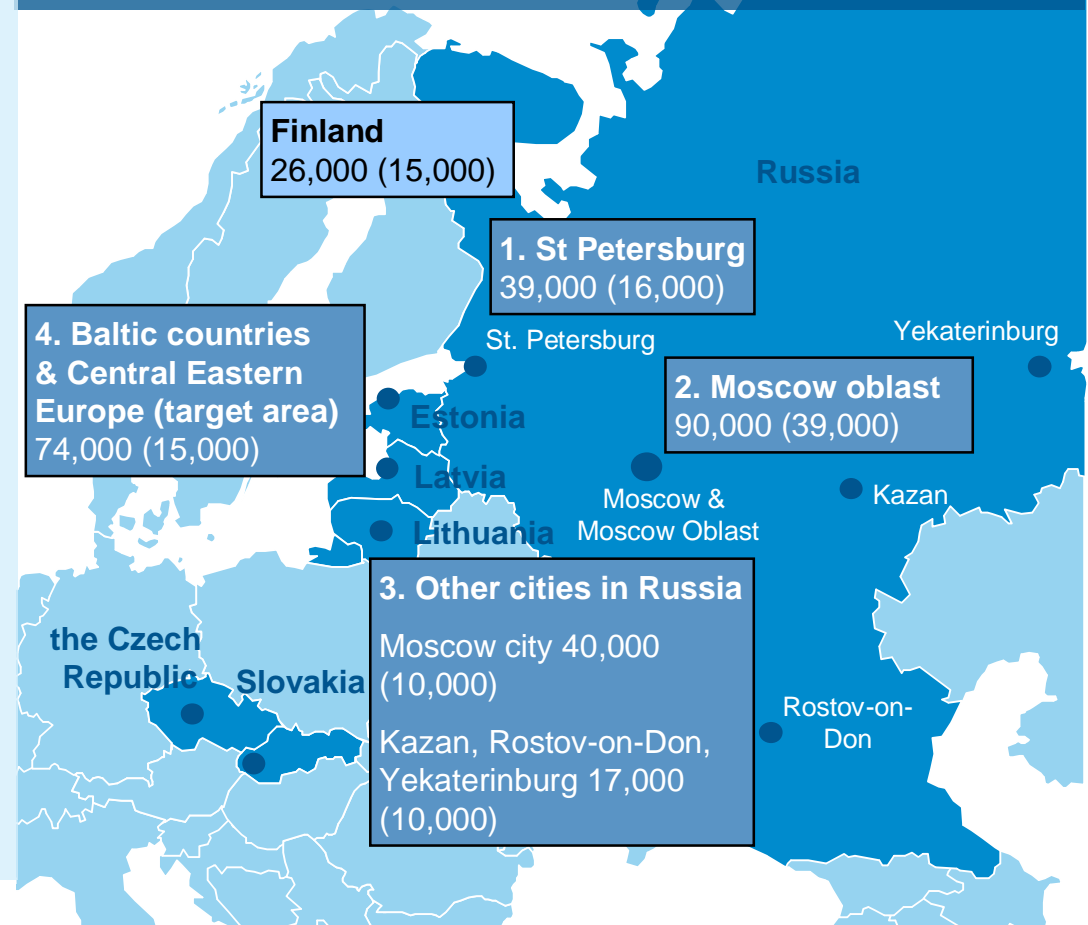 Finland
26,000 (15,000)
Russia
1. St Petersburg
39,000 (16,000)
4. Baltic countries
& Central Eastern
Europe (target area)
74,000 (15,000)
St. Petersburg
Yekaterinburg
2. Moscow oblast
90,000 (39,000)
Estonia
Latvia
Moscow &
Moscow Oblast
Kazan
Lithuania
3. Other cities in Russia
Moscow city 40,000
(10,000)
Kazan, Rostov-on-Don,
Yekaterinburg 17,000
(10,000)
the Czech
Republic
Slovakia
Rostov-on-
Don